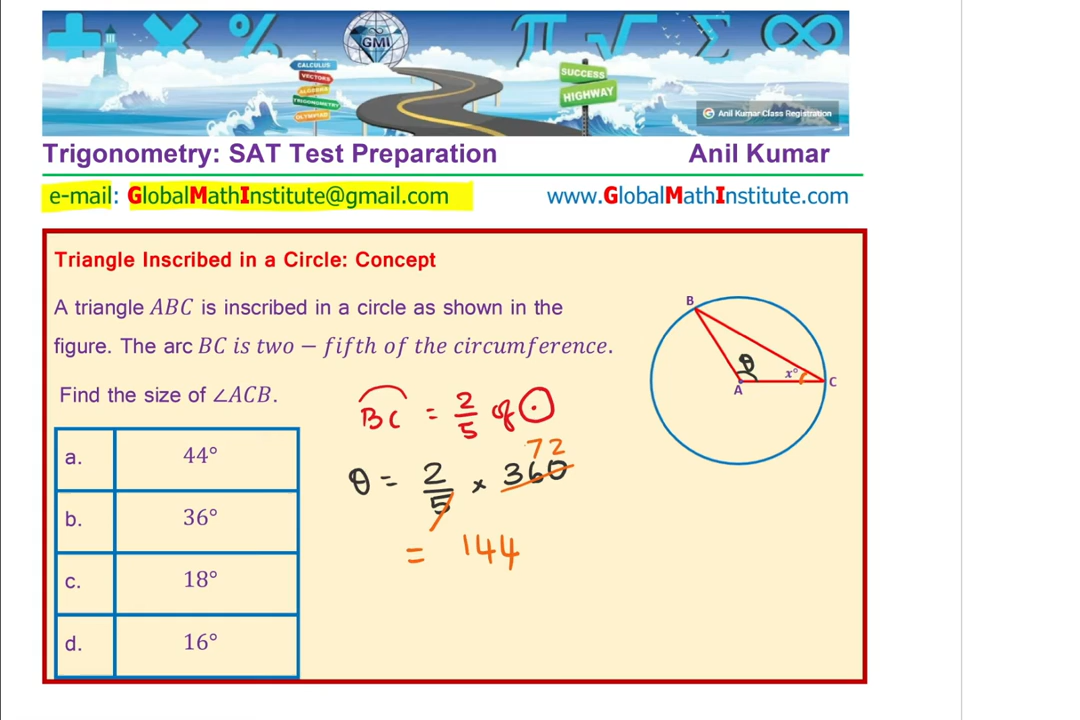 GMI
CALCULUS
VECTORS
ALGEBRA
TRIGONOMETRY
OLYMPIAD
SUCCESS
HIGHWAY
Anil Kumar Class Registration
Trigonometry: SAT Test Preparation Anil Kumar
e-mail: GlobalMathInstitute@gmail.com www.GlobalMathInstitute.com
Triangle Inscribed in a Circle: Concept
A triangle ABC is inscribed in a circle as shown in the
figure. The arc BC is two − fifth of the circumference.
Find the size of ∠ACB.
a. 44°
b. 36°
c. 18°
d. 16°
BC = 2/5 of ⊙
72
θ = 2/5 × 360
= 144
B
θ
x°
A
C